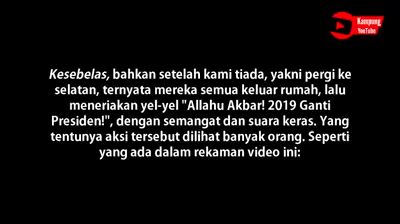 Kampung
YouTube
Kesebelas, bahkan setelah kami tiada, yakni pergi ke
selatan, ternyata mereka semua keluar rumah, lalu
meneriakan yel-yel "Allahu Akbar! 2019 Ganti
Presiden!", dengan semangat dan suara keras. Yang
tentunya aksi tersebut dilihat banyak orang. Seperti
yang ada dalam rekaman video ini: